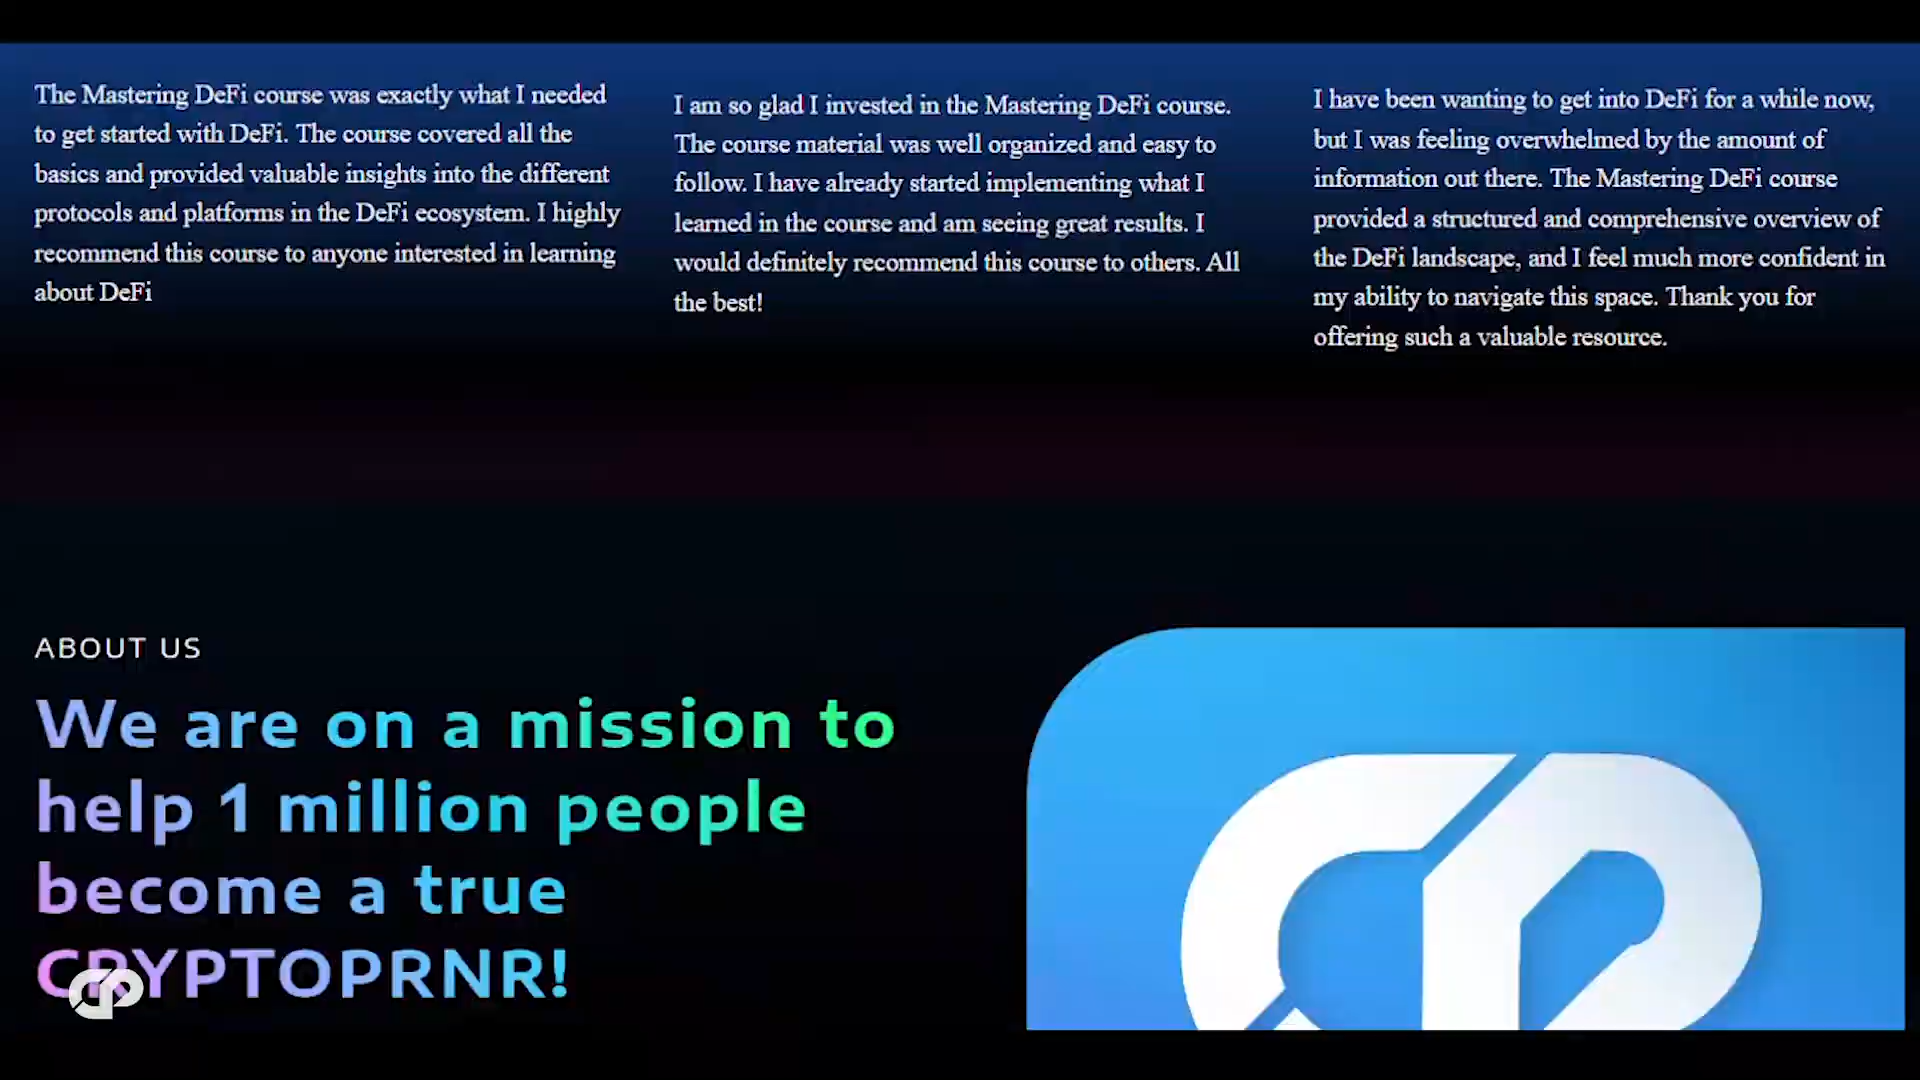 The Mastering DeFi course was exactly what I needed
to get started with DeFi. The course covered all the
basics and provided valuable insights into the different
protocols and platforms in the DeFi ecosystem. I highly
recommend this course to anyone interested in learning
about DeFi
I am so glad I invested in the Mastering DeFi course.
The course material was well organized and easy to
follow. I have already started implementing what I
learned in the course and am seeing great results. I
would definitely recommend this course to others. All
the best!
I have been wanting to get into DeFi for a while now,
but I was feeling overwhelmed by the amount of
information out there. The Mastering DeFi course
provided a structured and comprehensive overview of
the DeFi landscape, and I feel much more confident in
my ability to navigate this space. Thank you for
offering such a valuable resource.
ABOUT US
We are on a mission to
help 1 million people
become a true
CRYPTOPRNR!